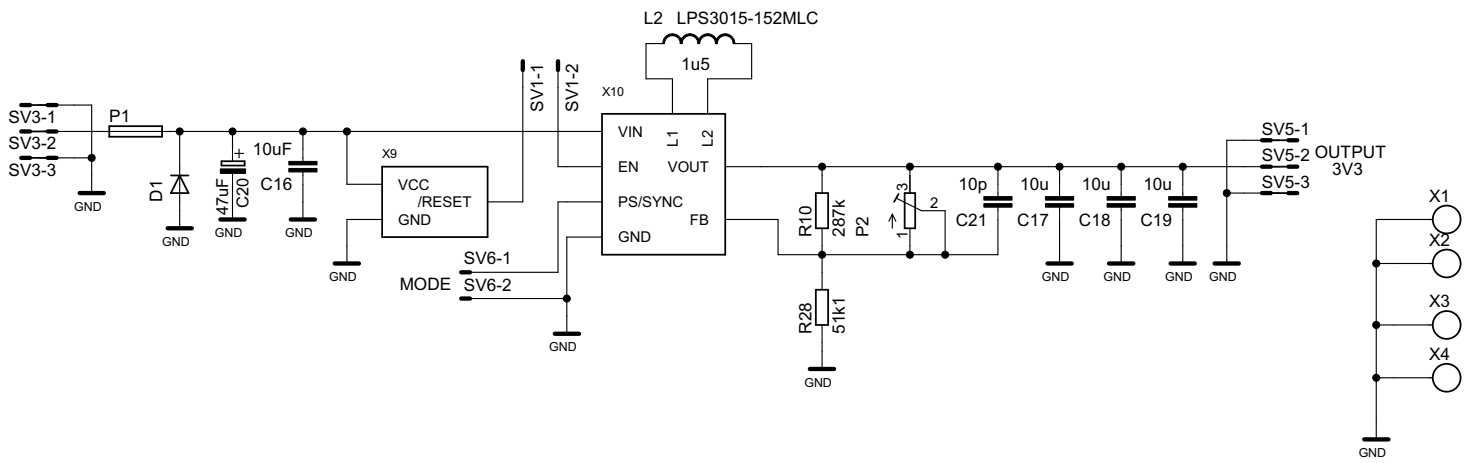 L2 LPS3015-152MLC
1u5
SV1-1
SV1-2
X10
SV3-1
SV3-2
SV3-3
P1
GND
D1
GND
47uF
C20
GND
10uF
C16
GND
X9
VCC
/RESET
GND
GND
VIN
EN
PS/SYNC
GND
L1
L2
VOUT
FB
MODE
SV6-1
SV6-2
GND
R10
287k
P2
3
2
1
R28
51k1
GND
10p
C21
10u
C17
GND
10u
C18
GND
10u
C19
GND
SV5-1
SV5-2
SV5-3
OUTPUT
3V3
GND
X1
X2
X3
X4
GND